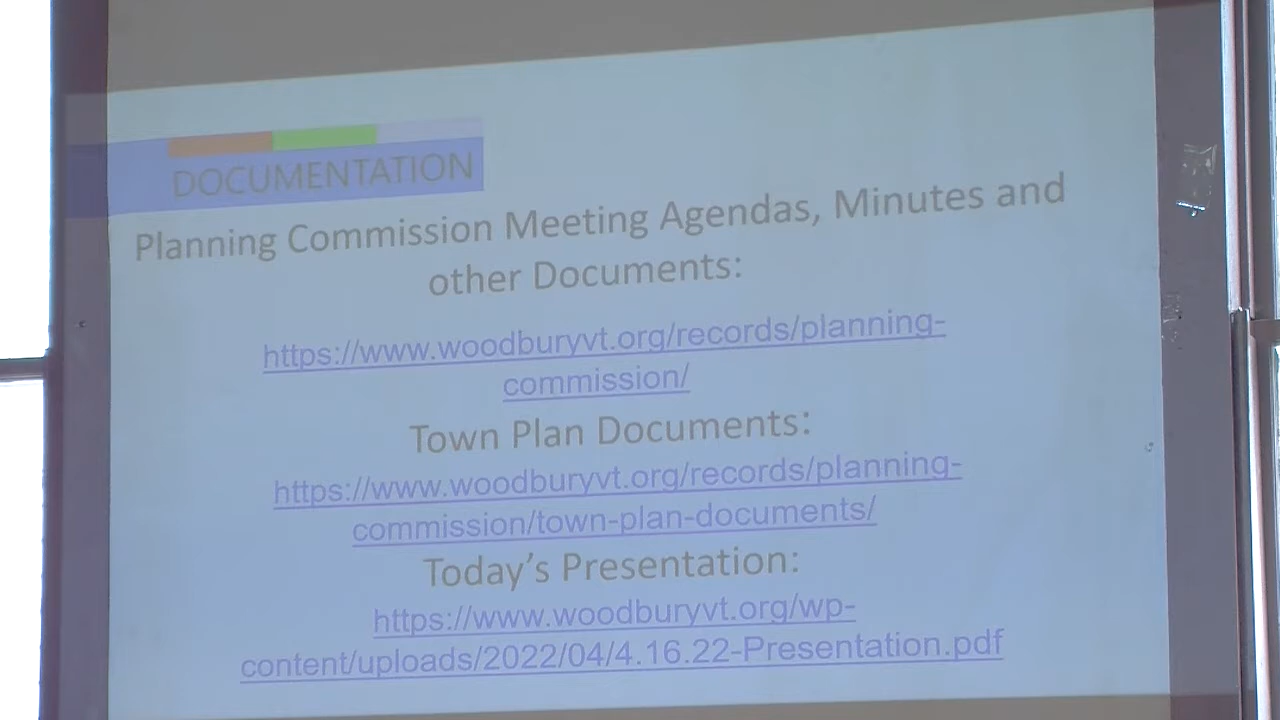 DOCUMENTATION
Planning Commission Meeting Agendas, Minutes and
other Documents:
https://www.woodburyvt.org/records/planning-
commission/
Town Plan Documents:
https://www.woodburyvt.org/records/planning-
commission/town-plan-documents/
Today’s Presentation:
https://www.woodburyvt.org/wp-
content/uploads/2022/04/4.16.22-Presentation.pdf